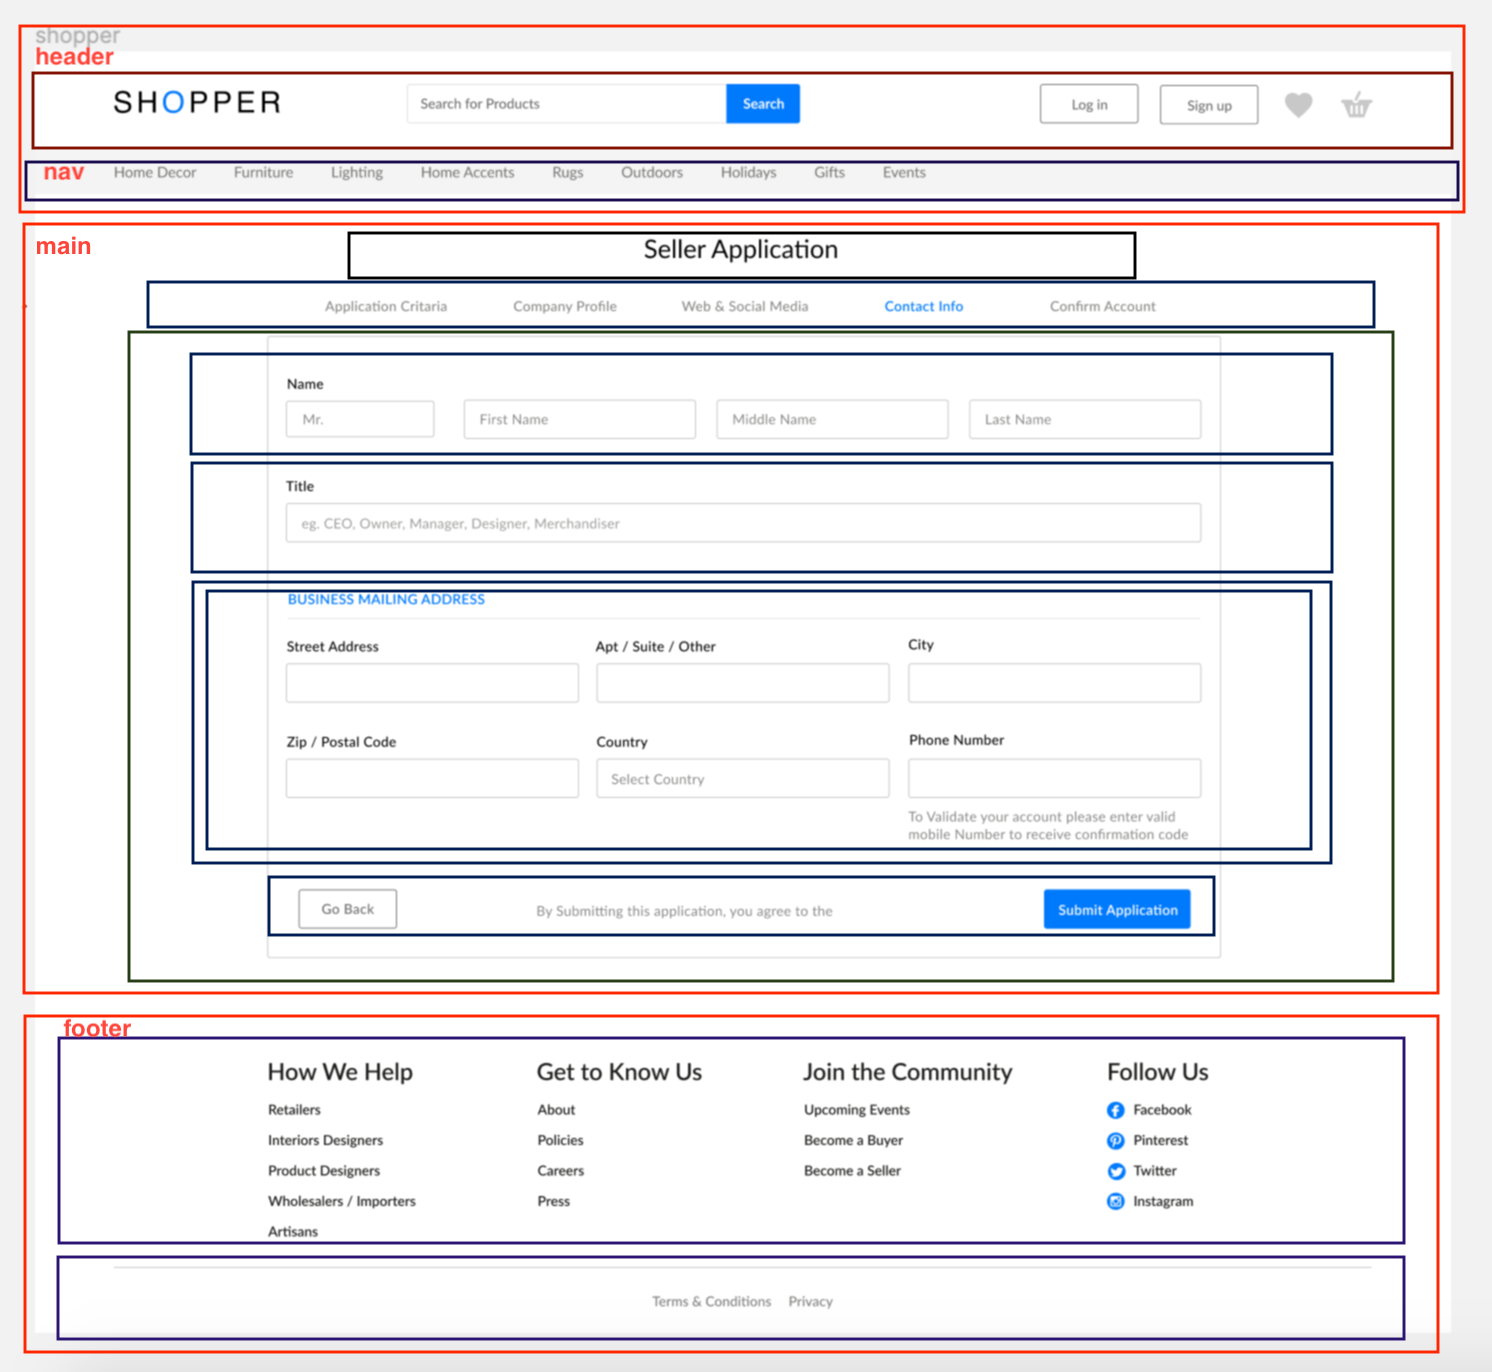 shopper
header
SHOPPER
Search for Products
Search
Log in
Sign up
nav
Home Decor Furniture Lighting Home Accents Rugs Outdoors Holidays Gifts Events
main
Seller Application
Application Critaria Company Profile Web & Social Media Contact Info Confirm Account
Name
Mr. First Name Middle Name Last Name
Title
eg. CEO, Owner, Manager, Designer, Merchandiser
BUSINESS MAILING ADDRESS
Street Address Apt / Suite / Other City
Zip / Postal Code Country Phone Number
Select Country
To Validate your account please enter valid
mobile Number to receive confirmation code
Go Back By Submitting this application, you agree to the Submit Application
footer
How We Help
Retailers
Interiors Designers
Product Designers
Wholesalers / Importers
Artisans
Get to Know Us
About
Policies
Careers
Press
Join the Community
Upcoming Events
Become a Buyer
Become a Seller
Follow Us
Facebook
Pinterest
Twitter
Instagram
Terms & Conditions Privacy